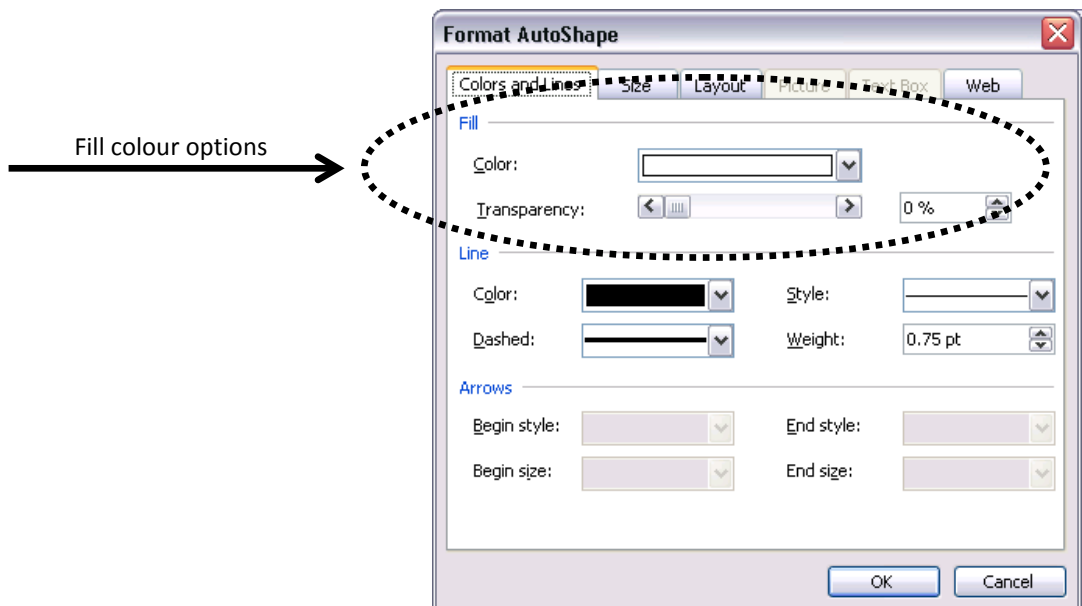 Format AutoShape
Colors and Lines Size Layout Picture Text Box Web
Fill
Fill colour options
Color:
Transparency: 0 %
Line
Color: Style:
Dashed: Weight: 0.75 pt
Arrows
Begin style: End style:
Begin size: End size:
OK Cancel